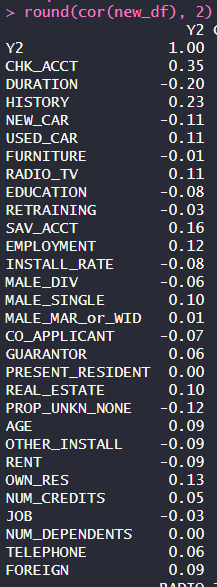 > round(cor(new_df), 2)
Y2
Y2 1.00
CHK_ACCT 0.35
DURATION -0.20
HISTORY 0.23
NEW_CAR -0.11
USED_CAR 0.11
FURNITURE -0.01
RADIO_TV 0.11
EDUCATION -0.08
RETRAINING -0.03
SAV_ACCT 0.16
EMPLOYMENT 0.12
INSTALL_RATE -0.08
MALE_DIV -0.06
MALE_SINGLE 0.10
MALE_MAR_or_WID 0.01
CO_APPLICANT -0.07
GUARANTOR 0.06
PRESENT_RESIDENT 0.00
REAL_ESTATE 0.10
PROP_UNKN_NONE -0.12
AGE 0.09
OTHER_INSTALL -0.09
RENT -0.09
OWN_RES 0.13
NUM_CREDITS 0.05
JOB -0.03
NUM_DEPENDENTS 0.00
TELEPHONE 0.06
FOREIGN 0.09